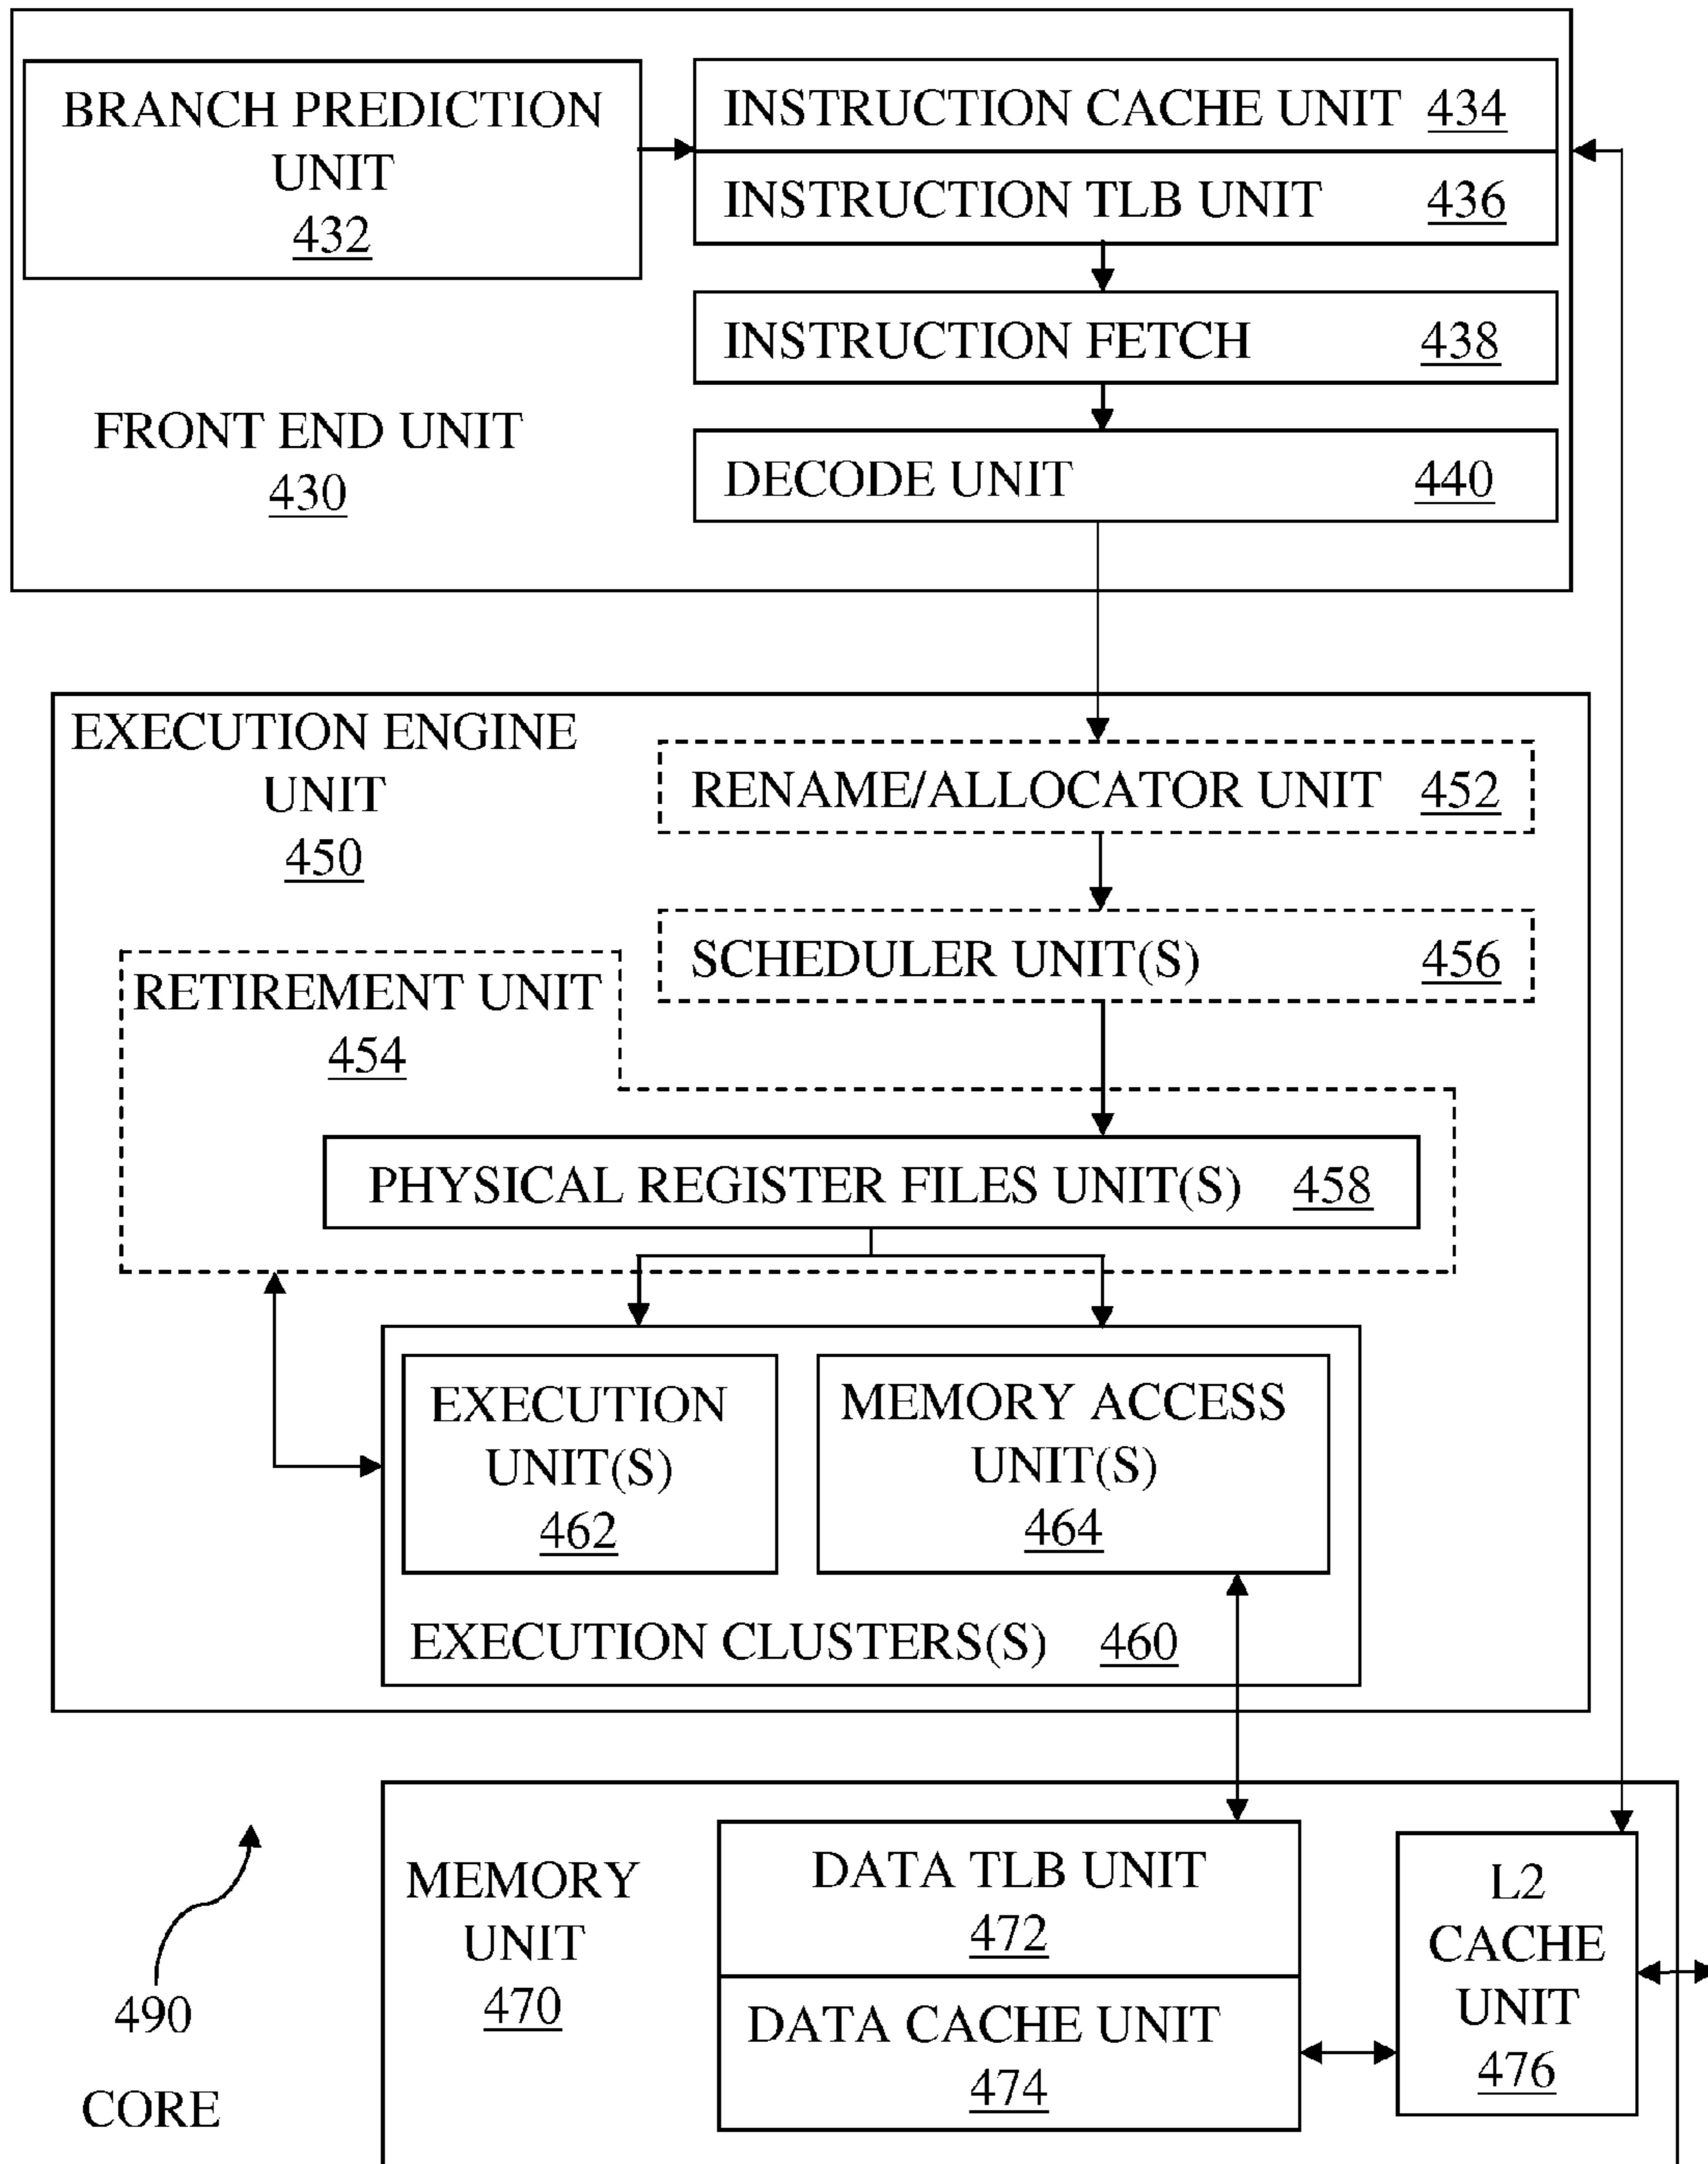 BRANCH PREDICTION
UNIT
432
INSTRUCTION CACHE UNIT 434
INSTRUCTION TLB UNIT 436
INSTRUCTION FETCH 438
FRONT END UNIT
430
DECODE UNIT 440
EXECUTION ENGINE
UNIT
450
RENAME/ALLOCATOR UNIT 452
SCHEDULER UNIT(S) 456
RETIREMENT UNIT
454
PHYSICAL REGISTER FILES UNIT(S) 458
EXECUTION
UNIT(S)
462
MEMORY ACCESS
UNIT(S)
464
EXECUTION CLUSTERS(S) 460
MEMORY
UNIT
470
DATA TLB UNIT
472
DATA CACHE UNIT
474
L2
CACHE
UNIT
476
490
CORE